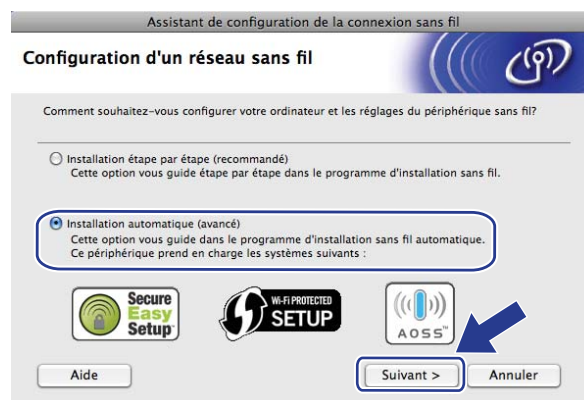 Assistant de configuration de la connexion sans fil
Configuration d'un réseau sans fil
Comment souhaitez-vous configurer votre ordinateur et les réglages du périphérique sans fil?
Installation étape par étape (recommandé)
Cette option vous guide étape par étape dans le programme d'installation sans fil.
Installation automatique (avancé)
Cette option vous guide dans le programme d'installation sans fil automatique.
Ce périphérique prend en charge les systèmes suivants :
Secure
Easy
Setup™
Wi-Fi PROTECTED
SETUP
AOSS™
Aide
Suivant >
Annuler